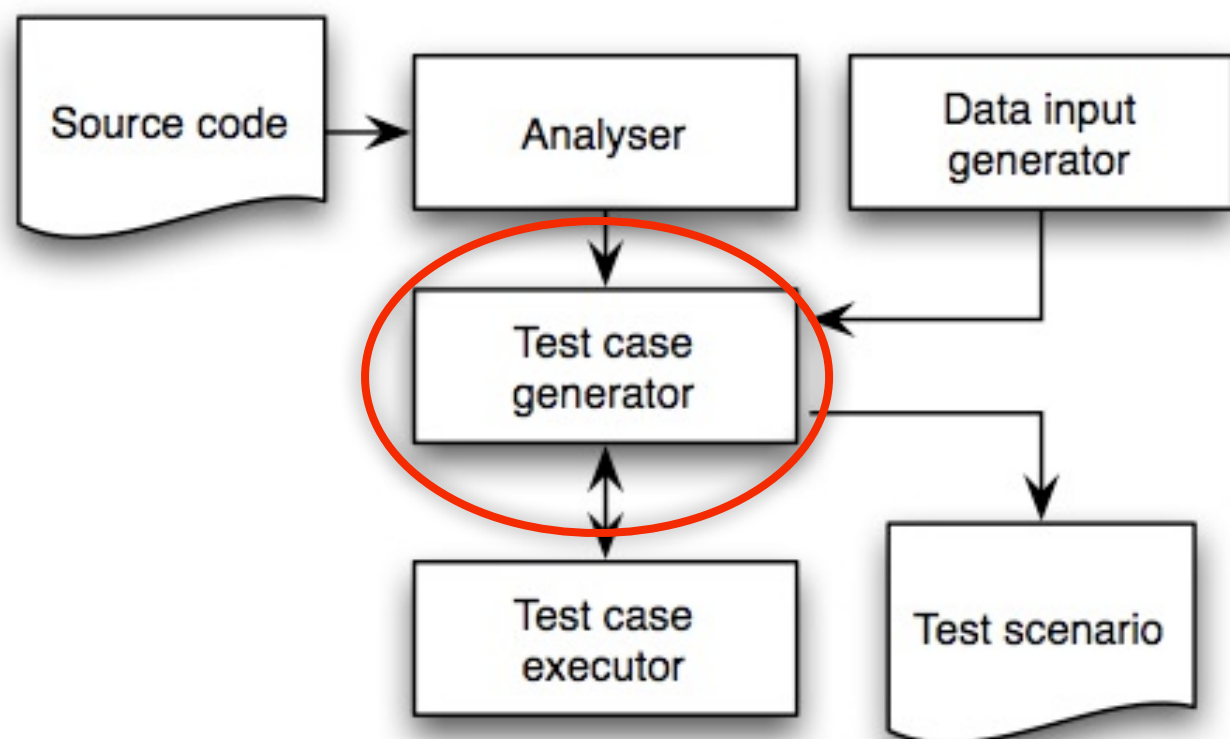 Source code
Analyser
Data input
generator
Test case
generator
Test case
executor
Test scenario